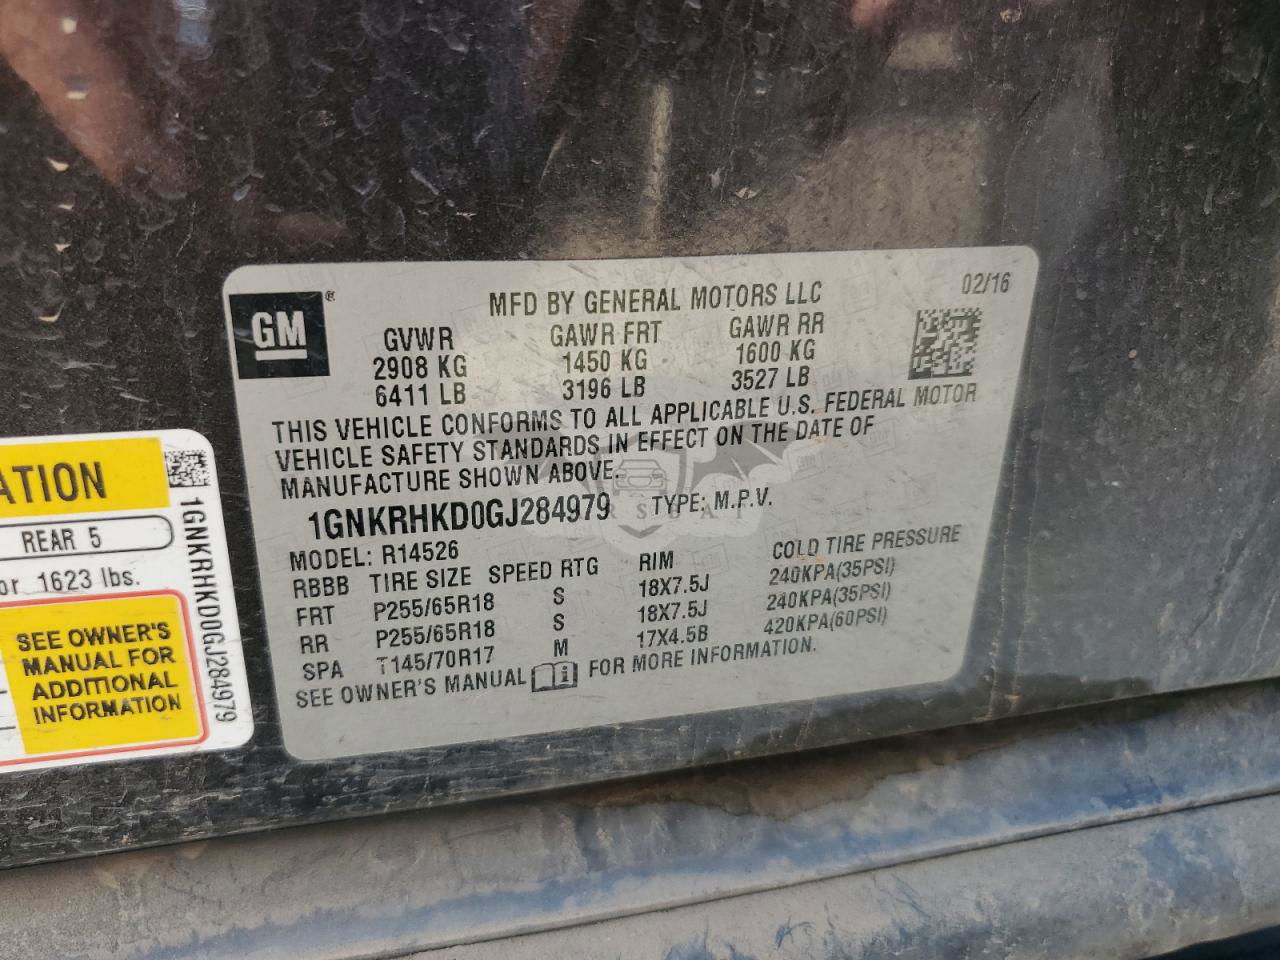 GM ®
MFD BY GENERAL MOTORS LLC
02/16
GVWR GAWR FRT GAWR RR
2908 KG 1450 KG 1600 KG
6411 LB 3196 LB 3527 LB
THIS VEHICLE CONFORMS TO ALL APPLICABLE U.S. FEDERAL MOTOR
VEHICLE SAFETY STANDARDS IN EFFECT ON THE DATE OF
MANUFACTURE SHOWN ABOVE.
1GNKRHKD0GJ284979 TYPE: M.P.V.
MODEL: R14526
RBBB TIRE SIZE SPEED RTG RIM COLD TIRE PRESSURE
FRT P255/65R18 S 18X7.5J 240KPA(35PSI)
RR P255/65R18 S 18X7.5J 240KPA(35PSI)
SPA T145/70R17 M 17X4.5B 420KPA(60PSI)
SEE OWNER'S MANUAL FOR MORE INFORMATION.
ATION
REAR 5
or 1623 lbs.
SEE OWNER'S
MANUAL FOR
ADDITIONAL
INFORMATION
1GNKRHKD0GJ284979